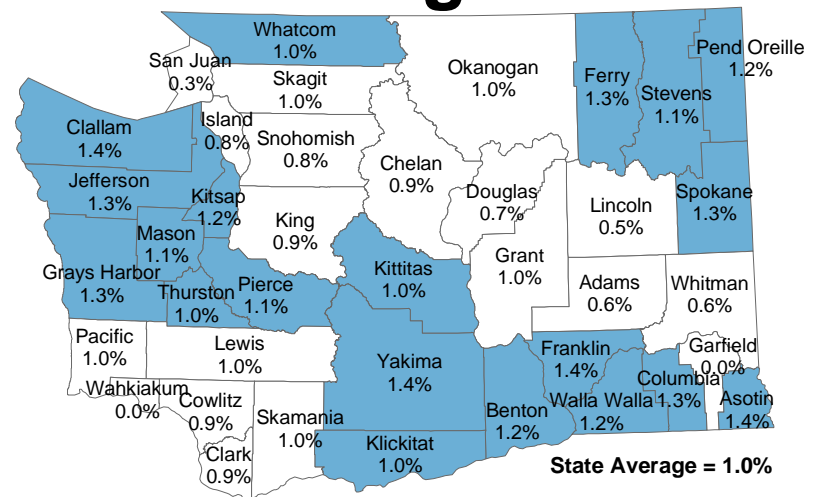 Whatcom
1.0%
San Juan
0.3%
Skagit
1.0%
Okanogan
1.0%
Ferry
1.3%
Stevens
1.1%
Pend Oreille
1.2%
Clallam
1.4%
Island
0.8%
Snohomish
0.8%
Chelan
0.9%
Jefferson
1.3%
Kitsap
1.2%
Douglas
0.7%
Lincoln
0.5%
Spokane
1.3%
King
0.9%
Mason
1.1%
Grays Harbor
1.3%
Thurston
1.0%
Pierce
1.1%
Kittitas
1.0%
Grant
1.0%
Adams
0.6%
Whitman
0.6%
Pacific
1.0%
Lewis
1.0%
Yakima
1.4%
Franklin
1.4%
Garfield
0.0%
Wahkiakum
0.0%
Cowlitz
0.9%
Skamania
1.0%
Benton
1.2%
Walla Walla
1.2%
Columbia
1.3%
Asotin
1.4%
Clark
0.9%
Klickitat
1.0%
State Average = 1.0%